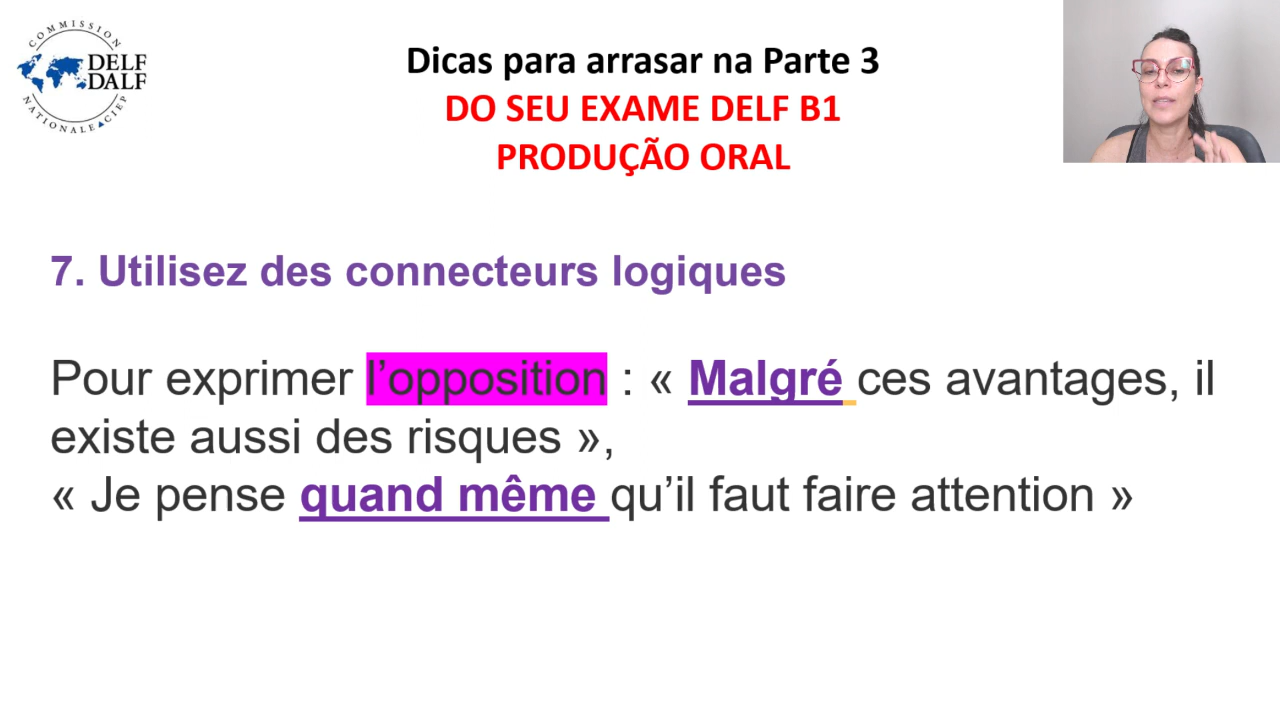 COMMISSION
DELF
DALF
NATIONALE CIEP
Dicas para arrasar na Parte 3
DO SEU EXAME DELF B1
PRODUÇÃO ORAL
7. Utilisez des connecteurs logiques
Pour exprimer l’opposition : « Malgré ces avantages, il
existe aussi des risques »,
« Je pense quand même qu’il faut faire attention »